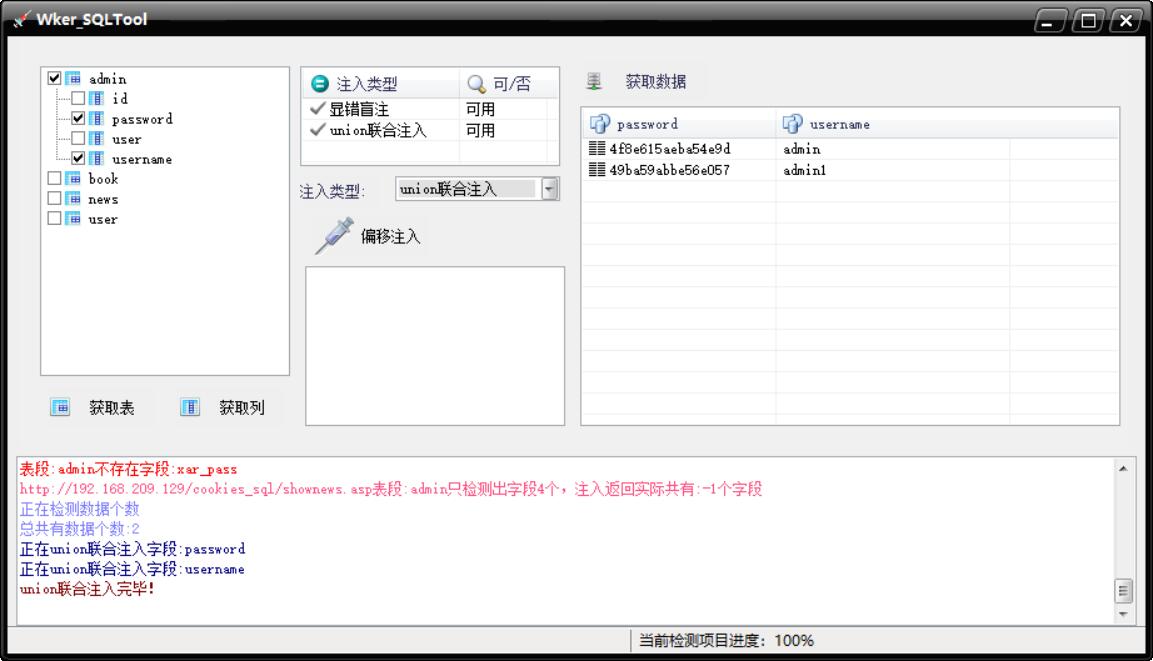 Wker_SQLTool
admin
id
password
user
username
book
news
user
获取表
获取列
注入类型 可/否
显错盲注 可用
union联合注入 可用
注入类型: union联合注入
偏移注入
获取数据
password username
4f8e615aeba54e9d admin
49ba59abbe56e057 admin1
表段:admin不存在字段:xar_pass
http://192.168.209.129/cookies_sql/shownews.asp表段:admin只检测出字段4个，注入返回实际共有:-1个字段
正在检测数据个数
总共有数据个数:2
正在union联合注入字段:password
正在union联合注入字段:username
union联合注入完毕!
当前检测项目进度：100%